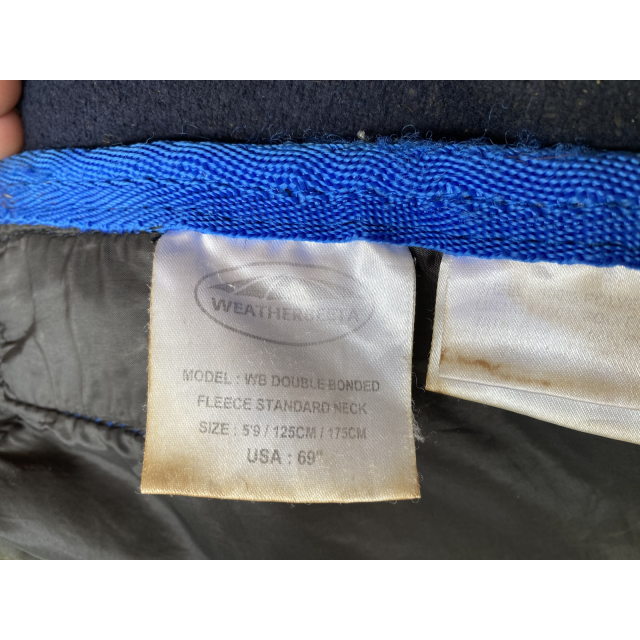 WEATHERBEETA
MODEL : WB DOUBLE BONDED
FLEECE STANDARD NECK
SIZE : 5'9 / 125CM / 175CM
USA : 69"